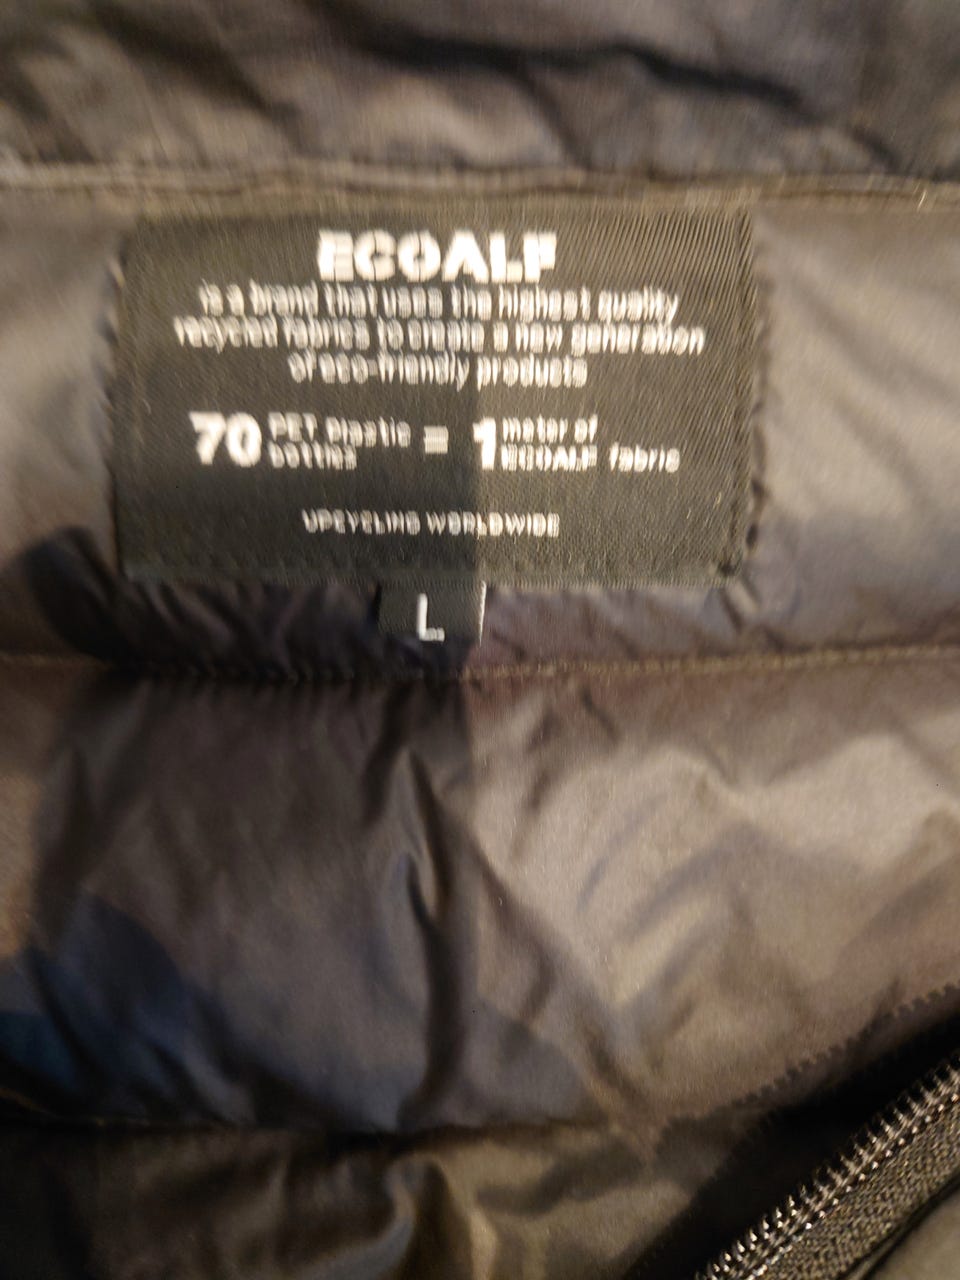 ECOALF
is a brand that uses the highest quality
recycled fabrics to create a new generation
of eco-friendly products
70 PET plastic bottles = 1 meter of ECOALF fabric
UPCYCLING WORLDWIDE
L